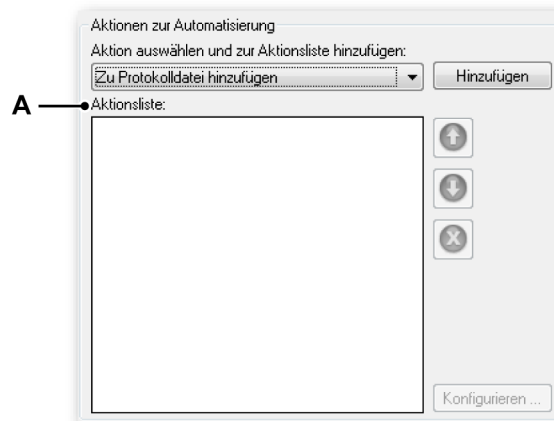 Aktionen zur Automatisierung
Aktion auswählen und zur Aktionsliste hinzufügen:
Zu Protokolldatei hinzufügen
Hinzufügen
A
Aktionsliste:
Konfigurieren ...